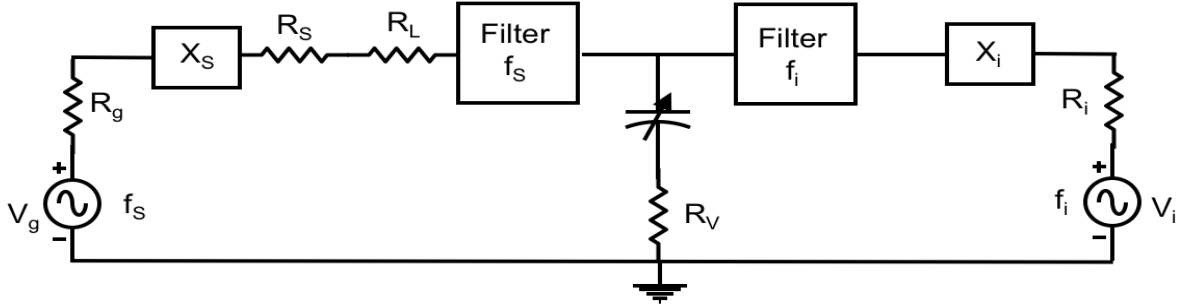 R_S
R_L
Filter
f_S
Filter
f_i
X_S
X_i
R_g
R_i
+
+
V_g
f_S
R_V
f_i
V_i
−
−